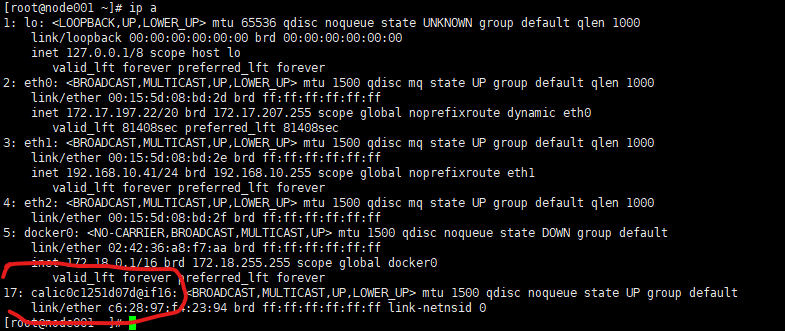 [root@node001 ~]# ip a
1: lo: <LOOPBACK,UP,LOWER_UP> mtu 65536 qdisc noqueue state UNKNOWN group default qlen 1000
    link/loopback 00:00:00:00:00:00 brd 00:00:00:00:00:00
    inet 127.0.0.1/8 scope host lo
       valid_lft forever preferred_lft forever
2: eth0: <BROADCAST,MULTICAST,UP,LOWER_UP> mtu 1500 qdisc mq state UP group default qlen 1000
    link/ether 00:15:5d:08:bd:2d brd ff:ff:ff:ff:ff:ff
    inet 172.17.197.22/20 brd 172.17.207.255 scope global noprefixroute dynamic eth0
       valid_lft 81408sec preferred_lft 81408sec
3: eth1: <BROADCAST,MULTICAST,UP,LOWER_UP> mtu 1500 qdisc mq state UP group default qlen 1000
    link/ether 00:15:5d:08:bd:2e brd ff:ff:ff:ff:ff:ff
    inet 192.168.10.41/24 brd 192.168.10.255 scope global noprefixroute eth1
       valid_lft forever preferred_lft forever
4: eth2: <BROADCAST,MULTICAST,UP,LOWER_UP> mtu 1500 qdisc mq state UP group default qlen 1000
    link/ether 00:15:5d:08:bd:2f brd ff:ff:ff:ff:ff:ff
5: docker0: <NO-CARRIER,BROADCAST,MULTICAST,UP> mtu 1500 qdisc noqueue state DOWN group default
    link/ether 02:42:36:a8:f7:aa brd ff:ff:ff:ff:ff:ff
    inet 172.18.0.1/16 brd 172.18.255.255 scope global docker0
       valid_lft forever preferred_lft forever
17: calic0c1251d07d@if16: <BROADCAST,MULTICAST,UP,LOWER_UP> mtu 1500 qdisc noqueue state UP group default
    link/ether c6:28:97:f4:23:94 brd ff:ff:ff:ff:ff:ff link-netnsid 0
[root@node001 ~]#